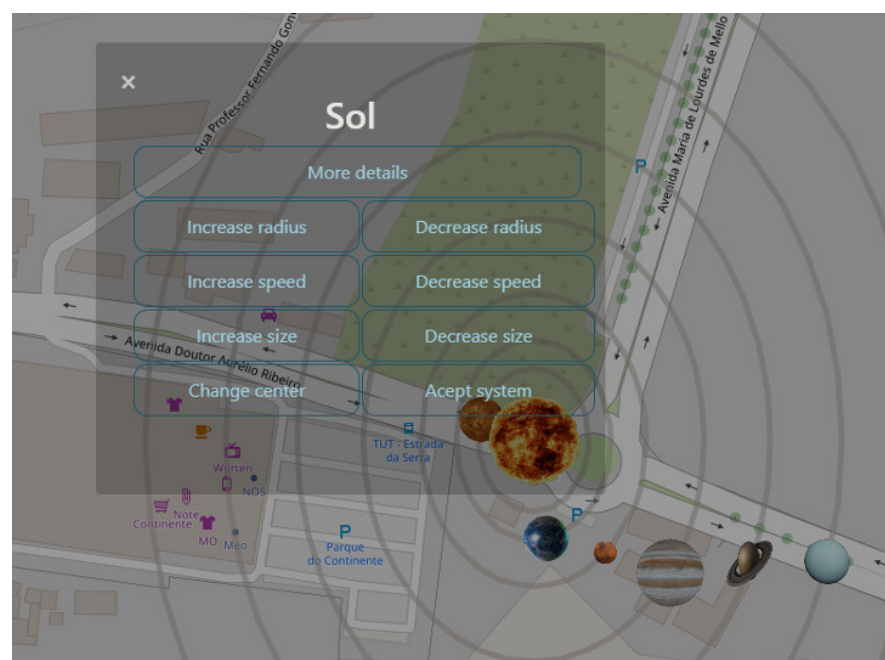 ×
Sol
More details
Increase radius
Decrease radius
Increase speed
Decrease speed
Increase size
Decrease size
Change center
Acept system
Rua Professor Fernando Gon
Avenida Maria de Lourdes de Mello
P
Avenida Doutor Aurélio Ribeiro
TUT - Estrada
da Serra
Worten
NOS
Note
Continente
MO
Meo
P
Parque
do Continente
P